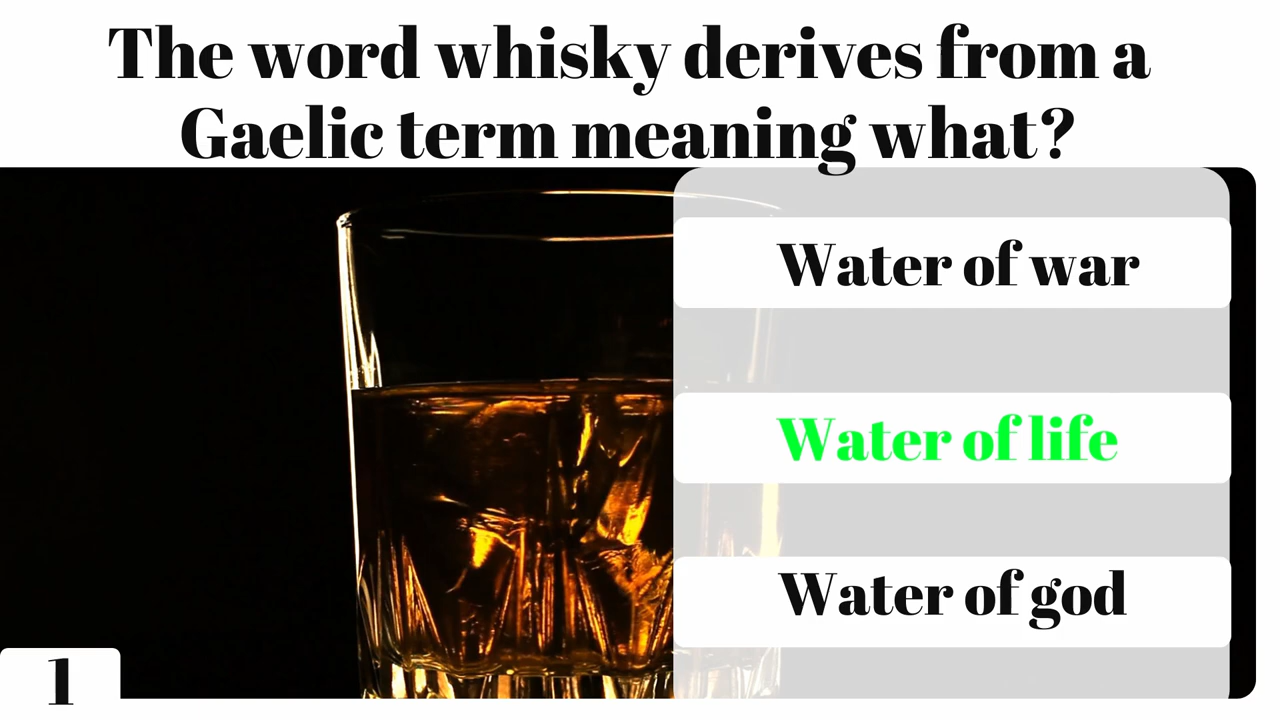 The word whisky derives from a
Gaelic term meaning what?
Water of war
Water of life
Water of god
1